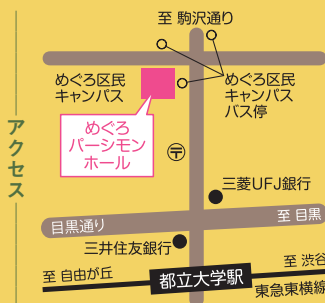 至 駒沢通り
めぐろ区民
キャンパス
めぐろ区民
キャンパス
バス停
めぐろ
パーシモン
ホール
アクセス
〒
三菱UFJ銀行
目黒通り
至 目黒
三井住友銀行
至 自由が丘
都立大学駅
至 渋谷
東急東横線